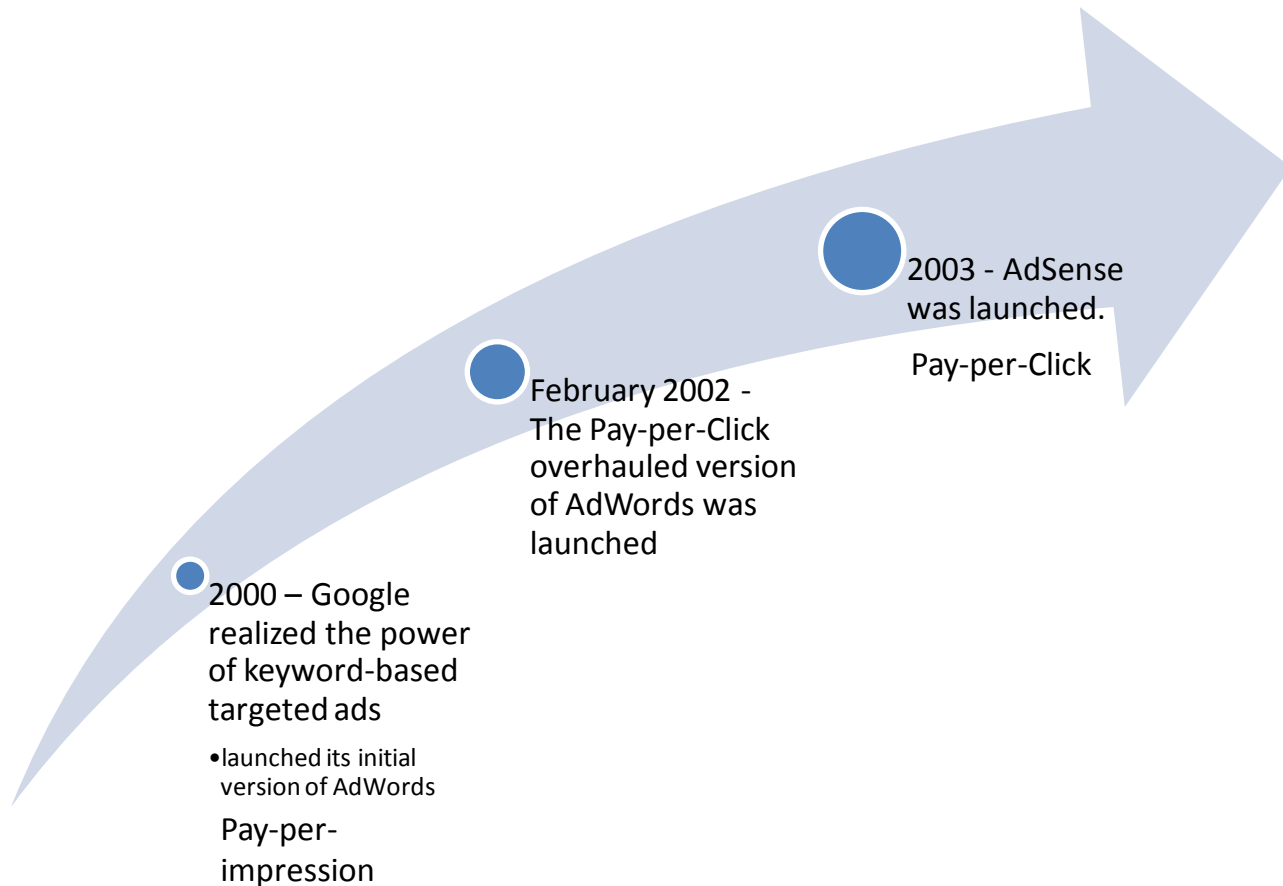 2000 – Google
realized the power
of keyword-based
targeted ads
•launched its initial
version of AdWords
Pay-per-
impression
February 2002 -
The Pay-per-Click
overhauled version
of AdWords was
launched
2003 - AdSense
was launched.
Pay-per-Click